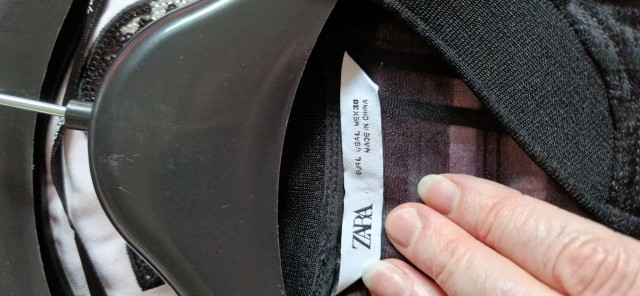 ZARA
EUR L USA L MEX 30
MADE IN CHINA